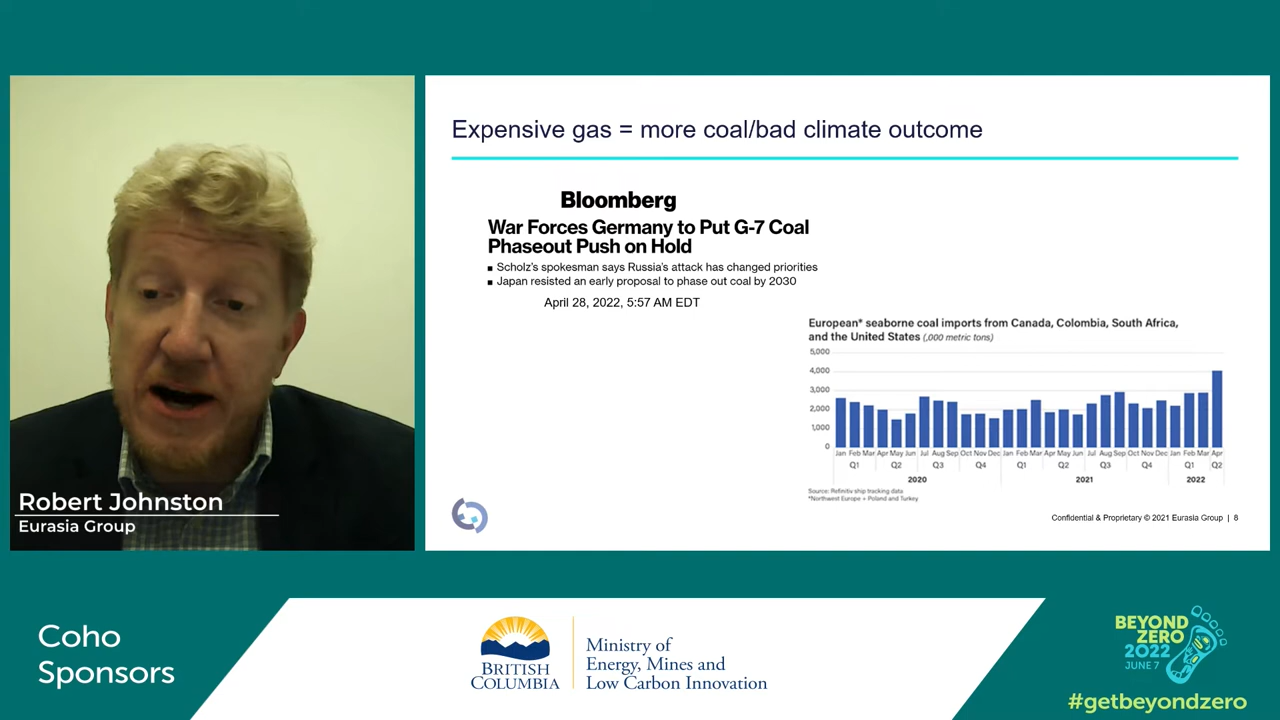 Expensive gas = more coal/bad climate outcome
Bloomberg
War Forces Germany to Put G-7 Coal
Phaseout Push on Hold
▪ Scholz's spokesman says Russia's attack has changed priorities
▪ Japan resisted an early proposal to phase out coal by 2030
April 28, 2022, 5:57 AM EDT
European* seaborne coal imports from Canada, Colombia, South Africa,
and the United States (,000 metric tons)
5,000
4,000
3,000
2,000
1,000
0
Jan Feb Mar Apr May Jun Jul Aug Sep Oct Nov Dec Jan Feb Mar Apr May Jun Jul Aug Sep Oct Nov Dec Jan Feb Mar Apr
Q1 Q2 Q3 Q4 Q1 Q2 Q3 Q4 Q1 Q2
2020 2021 2022
Source: Refinitiv ship tracking data
*Northwest Europe + Poland and Turkey
Confidential & Proprietary © 2021 Eurasia Group | 8
Robert Johnston
Eurasia Group
Coho
Sponsors
BRITISH
COLUMBIA
Ministry of
Energy, Mines and
Low Carbon Innovation
BEYOND
ZERO
2022
JUNE 7
#getbeyondzero